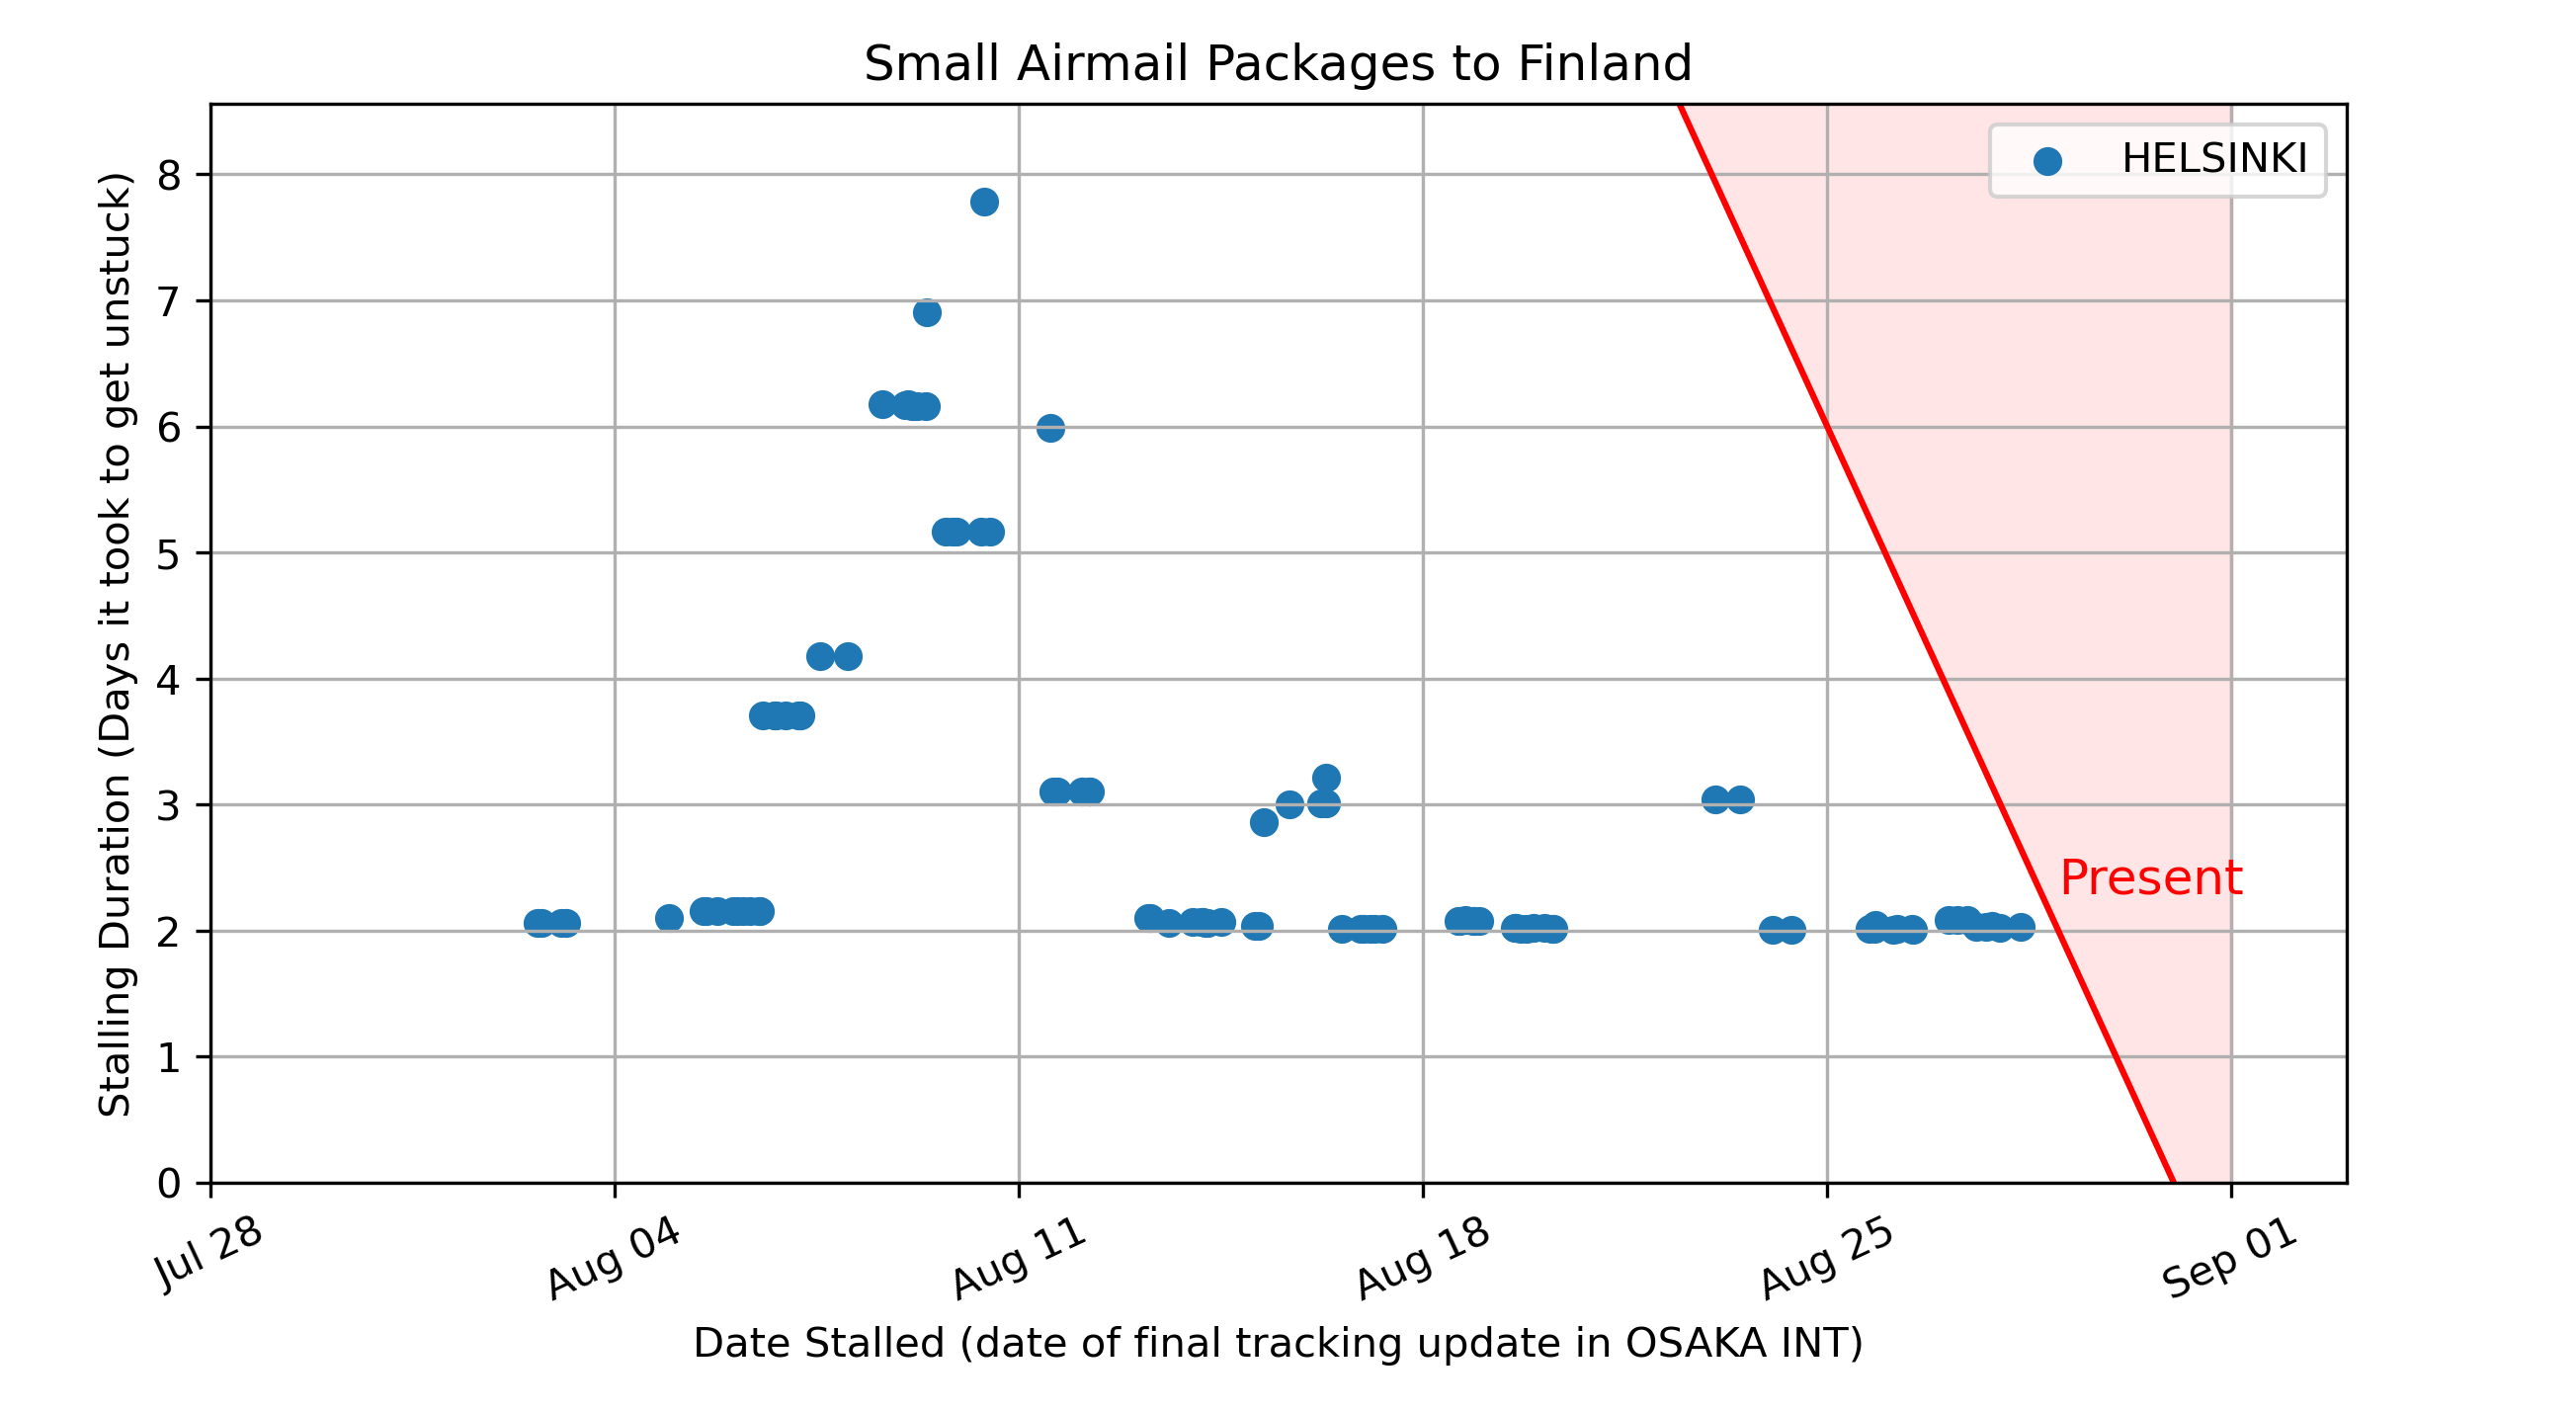 Small Airmail Packages to Finland
HELSINKI
Stalling Duration (Days it took to get unstuck)
8
7
6
5
4
3
2
1
0
Present
Jul 28
Aug 04
Aug 11
Aug 18
Aug 25
Sep 01
Date Stalled (date of final tracking update in OSAKA INT)